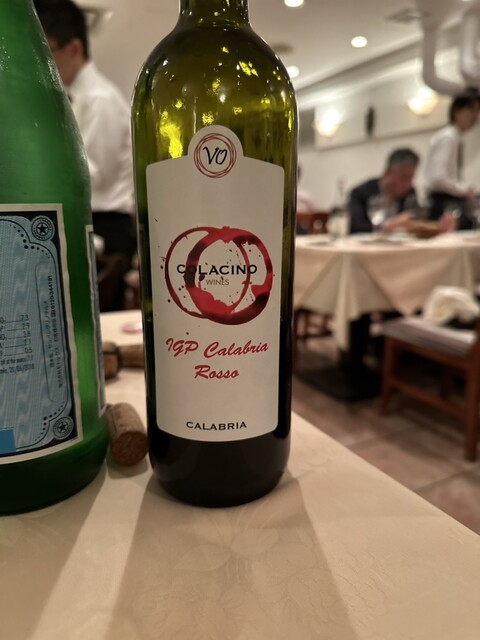 VO
COLACINO
WINES
IGP Calabria
Rosso
CALABRIA